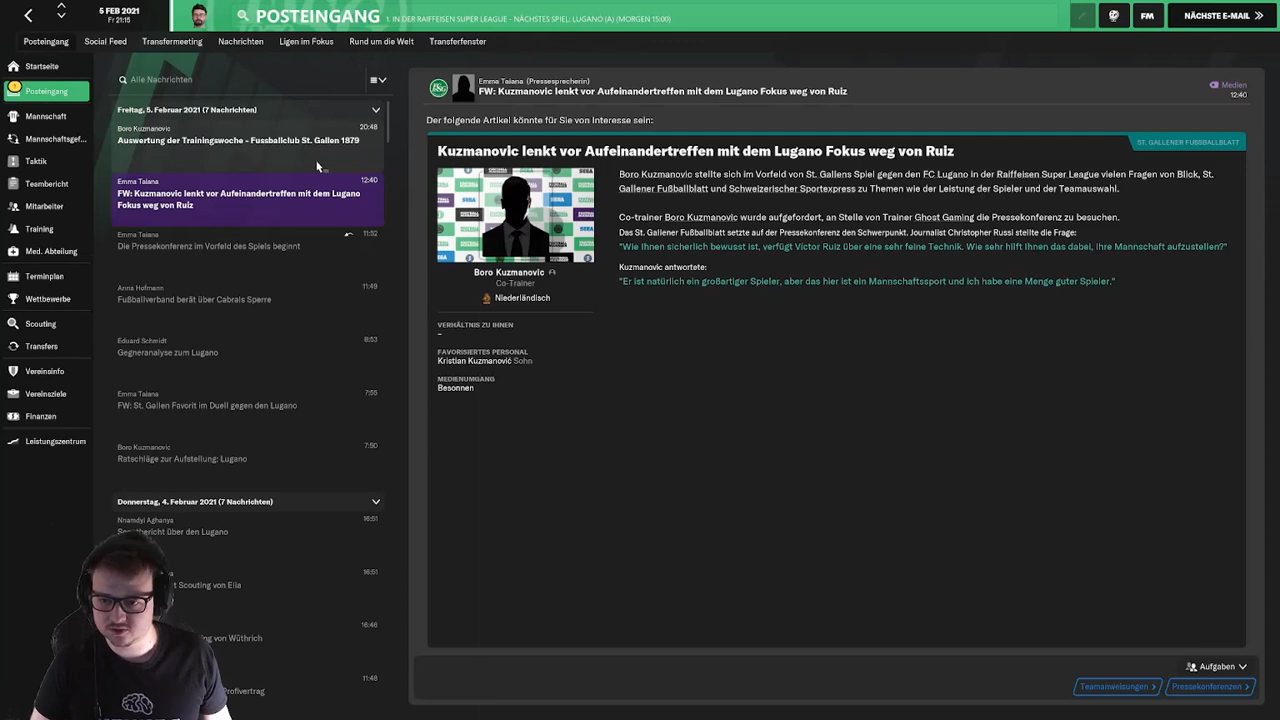 5 FEB 2021
Fr 21:15
POSTEINGANG
1. IN DER RAIFFEISEN SUPER LEAGUE - NÄCHSTES SPIEL: LUGANO (A) (MORGEN 15:00)
FM
NÄCHSTE E-MAIL
Posteingang
Social Feed
Transfermeeting
Nachrichten
Ligen im Fokus
Rund um die Welt
Transferfenster
Startseite
Posteingang
Mannschaft
Mannschaftsgef...
Taktik
Teambericht
Mitarbeiter
Training
Med. Abteilung
Terminplan
Wettbewerbe
Scouting
Transfers
Vereinsinfo
Vereinsziele
Finanzen
Leistungszentrum
Alle Nachrichten
Freitag, 5. Februar 2021 (7 Nachrichten)
Boro Kuzmanovic
20:48
Auswertung der Trainingswoche - Fussballclub St. Gallen 1879
Emma Taiana
12:40
FW: Kuzmanovic lenkt vor Aufeinandertreffen mit dem Lugano
Fokus weg von Ruiz
Emma Taiana
11:52
Die Pressekonferenz im Vorfeld des Spiels beginnt
Anna Hofmann
11:49
Fußballverband berät über Cabrals Sperre
Eduard Schmidt
8:53
Gegneranalyse zum Lugano
Emma Taiana
7:55
FW: St. Gallen Favorit im Duell gegen den Lugano
Boro Kuzmanovic
7:50
Ratschläge zur Aufstellung: Lugano
Donnerstag, 4. Februar 2021 (7 Nachrichten)
Nnamdyi Aghanya
16:51
über den Lugano
16:51
Scouting von Elia
16:46
von Wüthrich
11:48
Profivertrag
Emma Taiana (Pressesprecherin)
FW: Kuzmanovic lenkt vor Aufeinandertreffen mit dem Lugano Fokus weg von Ruiz
Medien
12:40
Der folgende Artikel könnte für Sie von Interesse sein:
ST. GALLENER FUSSBALLBLATT
Kuzmanovic lenkt vor Aufeinandertreffen mit dem Lugano Fokus weg von Ruiz
Boro Kuzmanovic
Co-Trainer
Niederländisch
VERHÄLTNIS ZU IHNEN
-
FAVORISIERTES PERSONAL
Kristian Kuzmanović Sohn
MEDIENUMGANG
Besonnen
Boro Kuzmanovic stellte sich im Vorfeld von St. Gallens Spiel gegen den FC Lugano in der Raiffeisen Super League vielen Fragen von Blick, St.
Gallener Fußballblatt und Schweizerischer Sportexpress zu Themen wie der Leistung der Spieler und der Teamauswahl.
Co-trainer Boro Kuzmanovic wurde aufgefordert, an Stelle von Trainer Ghost Gaming die Pressekonferenz zu besuchen.
Das St. Gallener Fußballblatt setzte auf der Pressekonferenz den Schwerpunkt. Journalist Christopher Russi stellte die Frage:
"Wie Ihnen sicherlich bewusst ist, verfügt Víctor Ruiz über eine sehr feine Technik. Wie sehr hilft Ihnen das dabei, Ihre Mannschaft aufzustellen?"
Kuzmanovic antwortete:
"Er ist natürlich ein großartiger Spieler, aber das hier ist ein Mannschaftssport und ich habe eine Menge guter Spieler."
Aufgaben
Teamanweisungen
Pressekonferenzen